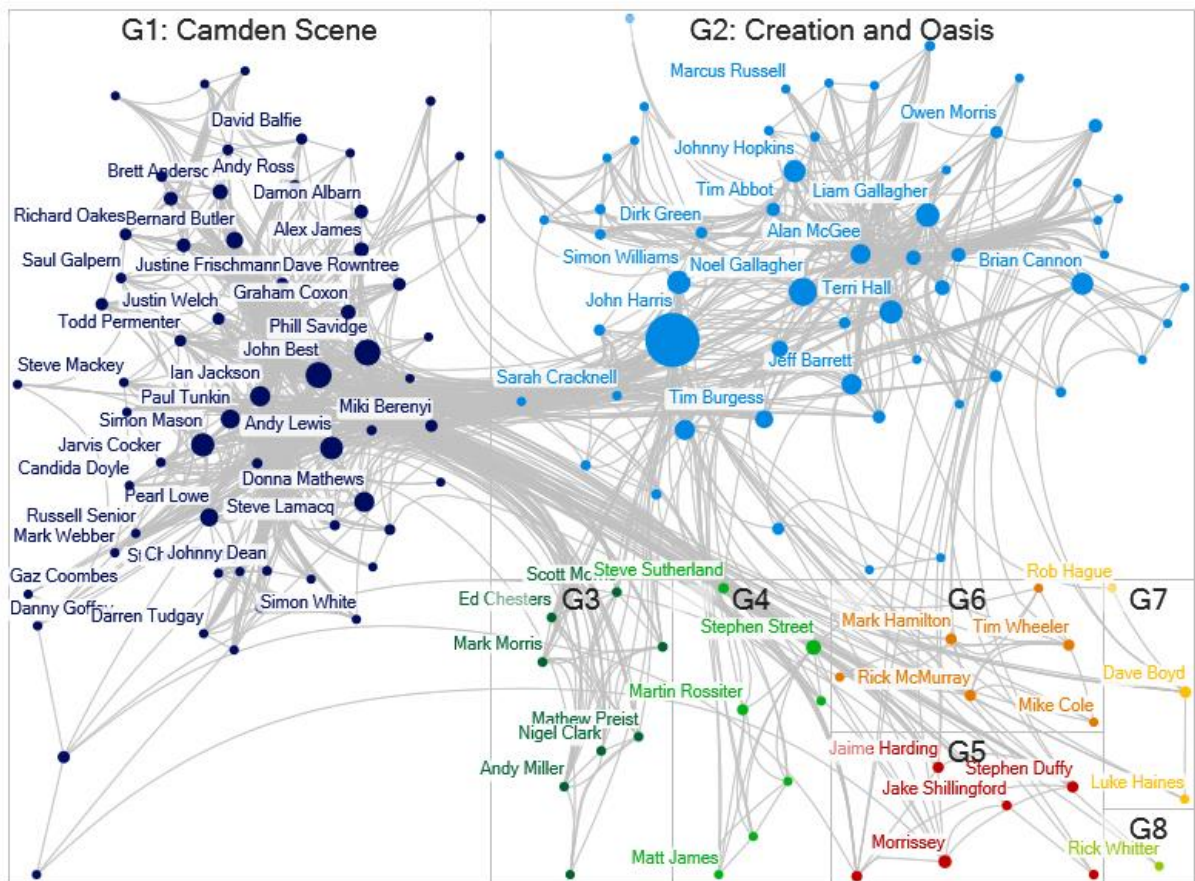 G1: Camden Scene
G2: Creation and Oasis
Marcus Russell
David Balfie
Owen Morris
Johnny Hopkins
Brett Anderso
Andy Ross
Tim Abbot
Liam Gallagher
Damon Albarn
Richard Oakes
Bernard Butler
Dirk Green
Alex James
Alan McGee
Saul Galpern
Justine Frischmann
Dave Rowntree
Simon Williams
Noel Gallagher
Brian Cannon
Justin Welch
Graham Coxon
John Harris
Terri Hall
Todd Permenter
Phill Savidge
John Best
Steve Mackey
Ian Jackson
Sarah Cracknell
Jeff Barrett
Paul Tunkin
Miki Berenyi
Tim Burgess
Simon Mason
Andy Lewis
Jarvis Cocker
Candida Doyle
Donna Mathews
Pearl Lowe
Steve Lamacq
Russell Senior
Mark Webber
Johnny Dean
Gaz Coombes
Danny Goffey
Simon White
Darren Tudgay
Scott Mo
Steve Sutherland
Rob Hague
G3
G4
G6
G7
Ed Chesters
Mark Morris
Stephen Street
Mark Hamilton
Tim Wheeler
Rick McMurray
Dave Boyd
Martin Rossiter
Mike Cole
Mathew Preist
Nigel Clark
Jaime Harding
G5
Andy Miller
Stephen Duffy
Jake Shillingford
Luke Haines
G8
Matt James
Morrissey
Rick Whitter